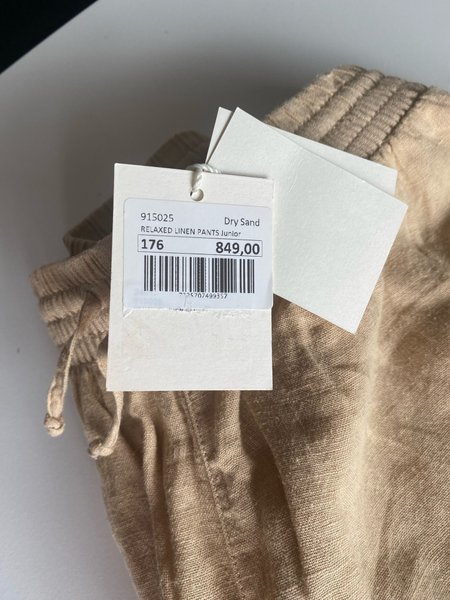 915025 Dry Sand
RELAXED LINEN PANTS Junior
176 849,00